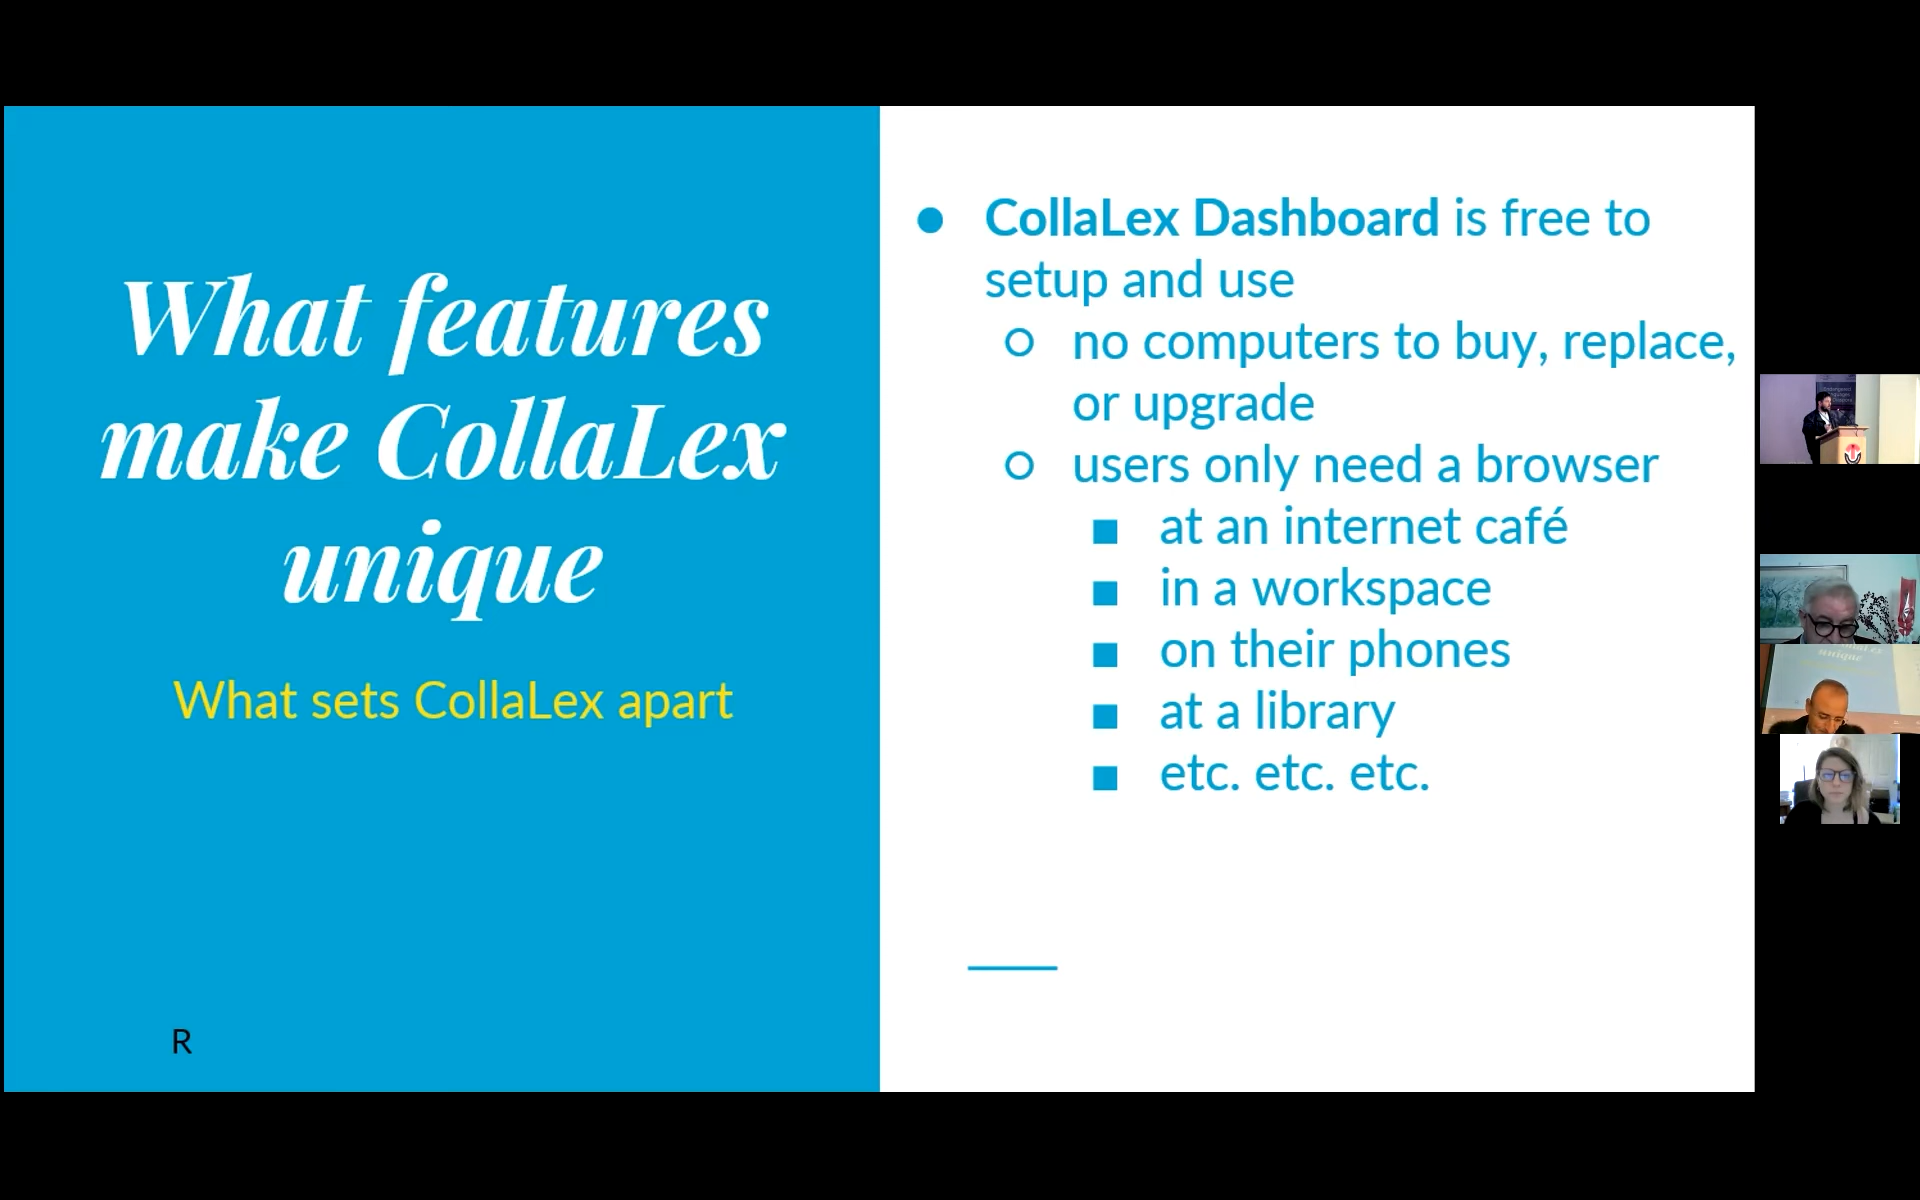 What features
make CollaLex
unique
What sets CollaLex apart
R
● CollaLex Dashboard is free to
setup and use
○ no computers to buy, replace,
or upgrade
○ users only need a browser
■ at an internet café
■ in a workspace
■ on their phones
■ at a library
■ etc. etc. etc.
unique